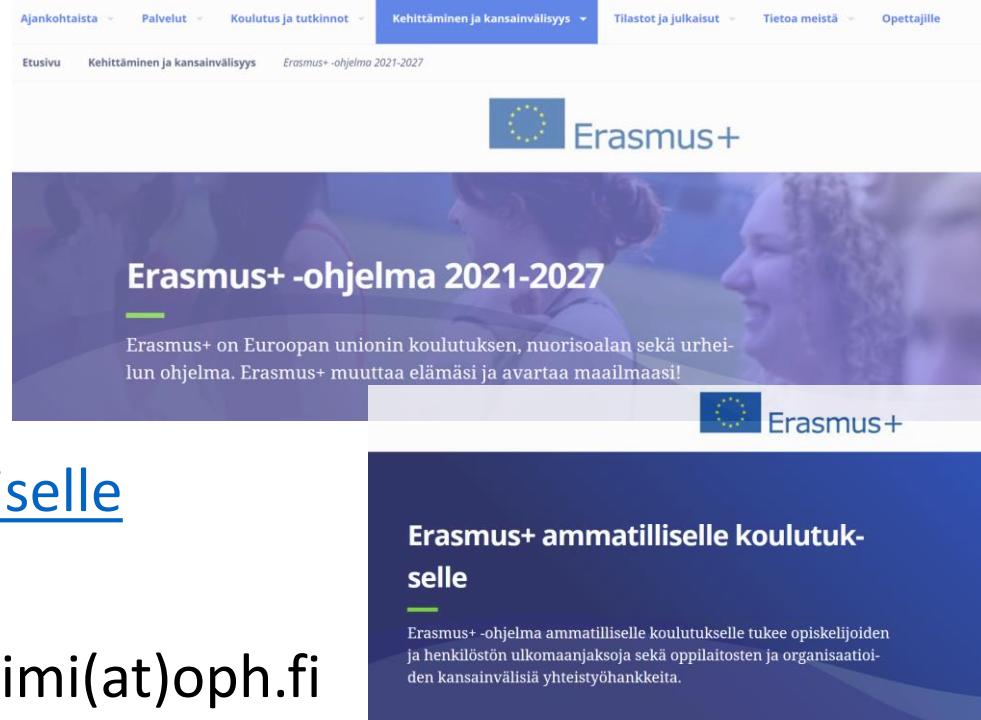 Ajankohtaista Palvelut Koulutus ja tutkinnot Kehittäminen ja kansainvälisyys Tilastot ja julkaisut Tietoa meistä Opettajille
Etusivu Kehittäminen ja kansainvälisyys Erasmus+ -ohjelma 2021-2027
Erasmus+
Erasmus+ -ohjelma 2021-2027
Erasmus+ on Euroopan unionin koulutuksen, nuorisoalan sekä urhei-
lun ohjelma. Erasmus+ muuttaa elämäsi ja avartaa maailmaasi!
Erasmus+
selle
Erasmus+ ammatilliselle koulutuk-
selle
Erasmus+ -ohjelma ammatilliselle koulutukselle tukee opiskelijoiden
ja henkilöstön ulkomaanjaksoja sekä oppilaitosten ja organisaatioi-
den kansainvälisiä yhteistyöhankkeita.
imi(at)oph.fi